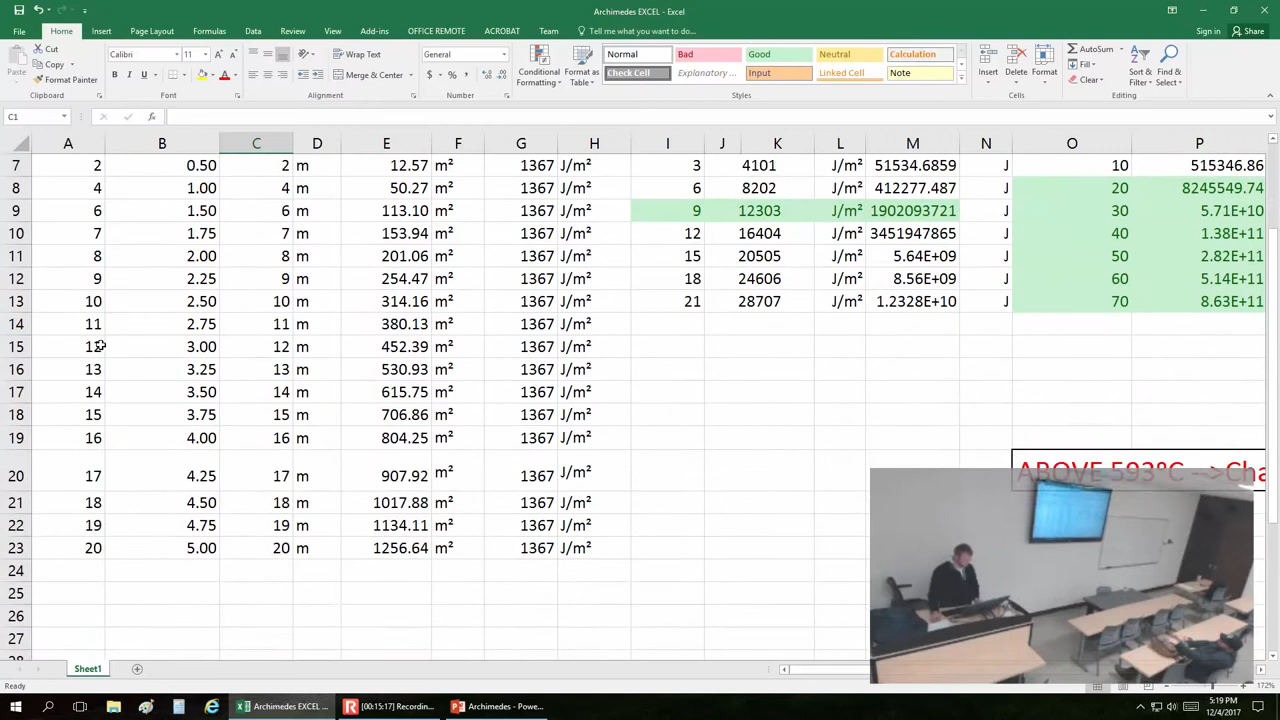 Archimedes EXCEL - Excel
File Home Insert Page Layout Formulas Data Review View Add-ins OFFICE REMOTE ACROBAT Team Tell me what you want to do... Sign in Share
Paste Cut Copy Format Painter Clipboard
Calibri 11 B I U Font
Wrap Text Merge & Center Alignment
General $ % , Number
Conditional Formatting Format as Table
Normal Bad Good Neutral Calculation
Check Cell Explanatory ... Input Linked Cell Note
Styles
Insert Delete Format Cells
AutoSum Fill Clear Sort & Filter Find & Select Editing
C1 fx
A B C D E F G H I J K L M N O P
7 2 0.50 2 m 12.57 m² 1367 J/m² 3 4101 J/m² 51534.6859 J 10 515346.86
8 4 1.00 4 m 50.27 m² 1367 J/m² 6 8202 J/m² 412277.487 J 20 8245549.74
9 6 1.50 6 m 113.10 m² 1367 J/m² 9 12303 J/m² 1902093721 J 30 5.71E+10
10 7 1.75 7 m 153.94 m² 1367 J/m² 12 16404 J/m² 3451947865 J 40 1.38E+11
11 8 2.00 8 m 201.06 m² 1367 J/m² 15 20505 J/m² 5.64E+09 J 50 2.82E+11
12 9 2.25 9 m 254.47 m² 1367 J/m² 18 24606 J/m² 8.56E+09 J 60 5.14E+11
13 10 2.50 10 m 314.16 m² 1367 J/m² 21 28707 J/m² 1.2328E+10 J 70 8.63E+11
14 11 2.75 11 m 380.13 m² 1367 J/m²
15 12 3.00 12 m 452.39 m² 1367 J/m²
16 13 3.25 13 m 530.93 m² 1367 J/m²
17 14 3.50 14 m 615.75 m² 1367 J/m²
18 15 3.75 15 m 706.86 m² 1367 J/m²
19 16 4.00 16 m 804.25 m² 1367 J/m²
20 17 4.25 17 m 907.92 m² 1367 J/m² ABOVE 593ºC -->Cha
21 18 4.50 18 m 1017.88 m² 1367 J/m²
22 19 4.75 19 m 1134.11 m² 1367 J/m²
23 20 5.00 20 m 1256.64 m² 1367 J/m²
24
25
26
27
28
Sheet1
Ready 172%
Archimedes EXCEL ... [00:15:17] Recordin... Archimedes - Powe... 5:19 PM
12/4/2017